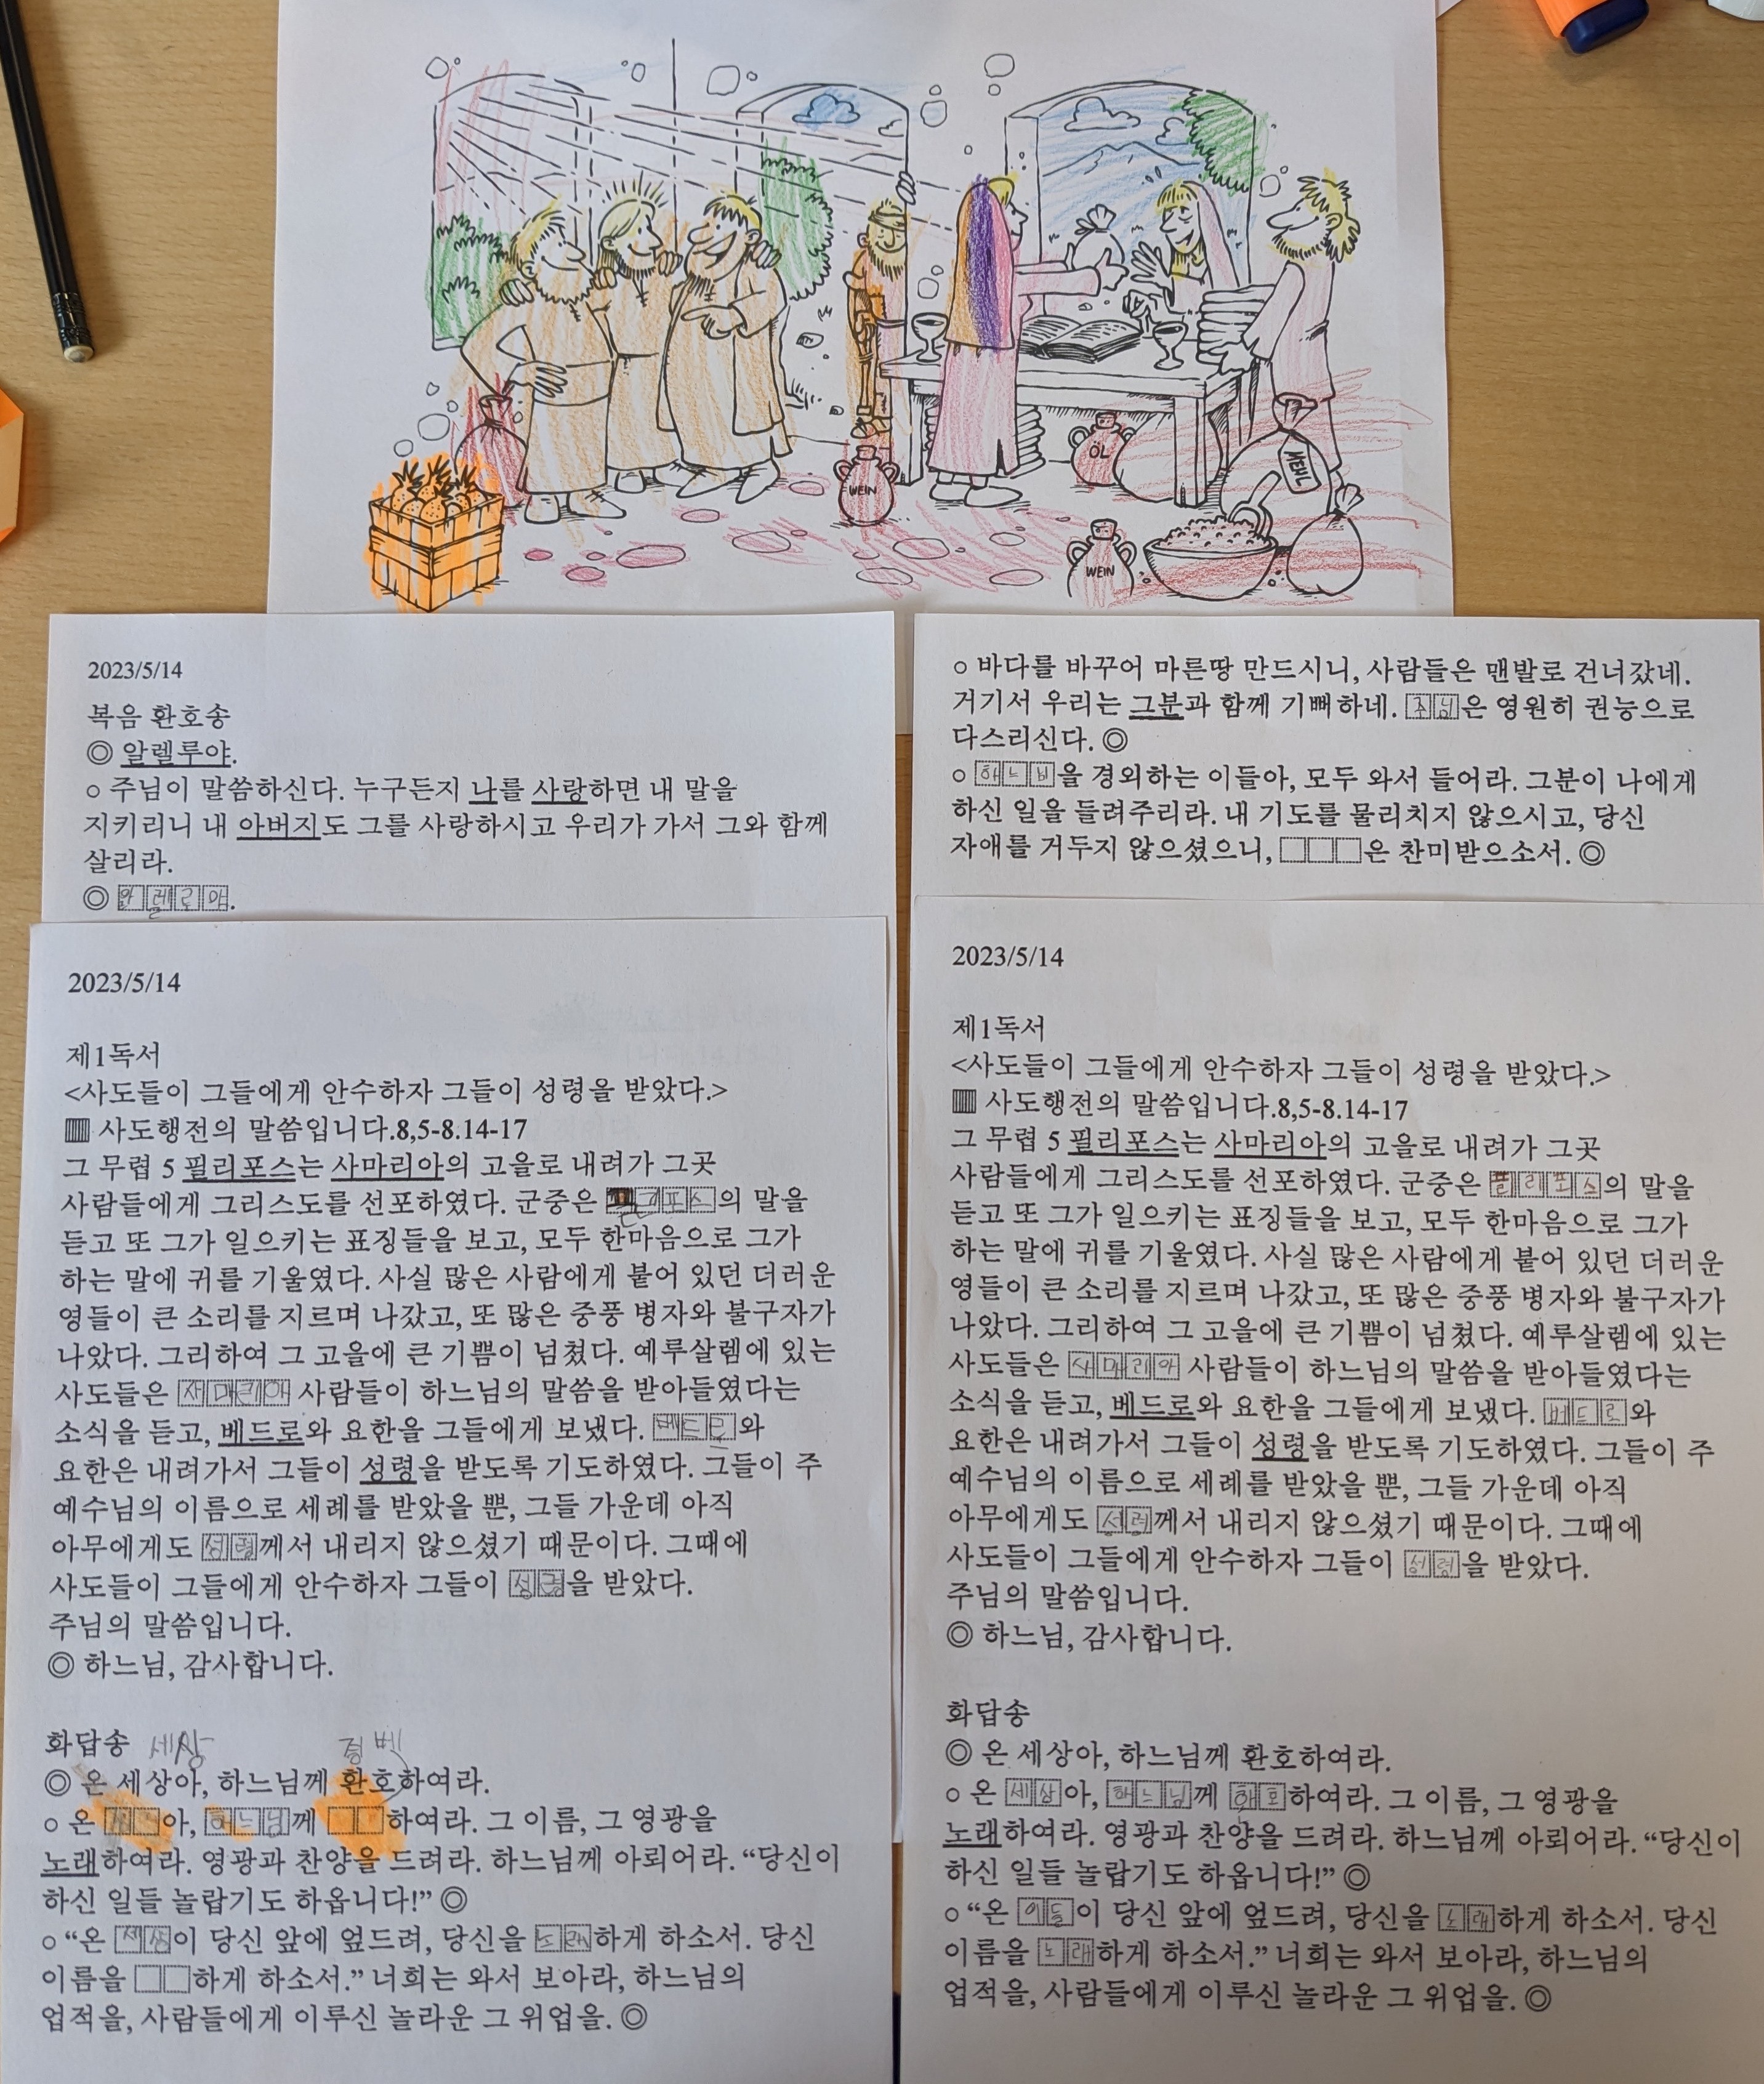 WEIN
ÖL
MEHL
WEIN
2023/5/14
복음 환호송
◎ 알렐루야.
○ 주님이 말씀하신다. 누구든지 나를 사랑하면 내 말을
지키리니 내 아버지도 그를 사랑하시고 우리가 가서 그와 함께
살리라.
◎ 알렐로야.
○ 바다를 바꾸어 마른땅 만드시니, 사람들은 맨발로 건너갔네.
거기서 우리는 그분과 함께 기뻐하네. 주님은 영원히 권능으로
다스리신다. ◎
○ 하느님을 경외하는 이들아, 모두 와서 들어라. 그분이 나에게
하신 일을 들려주리라. 내 기도를 물리치지 않으시고, 당신
자애를 거두지 않으셨으니, □□□은 찬미받으소서. ◎
2023/5/14
제1독서
<사도들이 그들에게 안수하자 그들이 성령을 받았다.>
▥ 사도행전의 말씀입니다.8,5-8.14-17
그 무렵 5 필리포스는 사마리아의 고을로 내려가 그곳
사람들에게 그리스도를 선포하였다. 군중은 리포스의 말을
듣고 또 그가 일으키는 표징들을 보고, 모두 한마음으로 그가
하는 말에 귀를 기울였다. 사실 많은 사람에게 붙어 있던 더러운
영들이 큰 소리를 지르며 나갔고, 또 많은 중풍 병자와 불구자가
나았다. 그리하여 그 고을에 큰 기쁨이 넘쳤다. 예루살렘에 있는
사도들은 사마리아 사람들이 하느님의 말씀을 받아들였다는
소식을 듣고, 베드로와 요한을 그들에게 보냈다. 베드로와
요한은 내려가서 그들이 성령을 받도록 기도하였다. 그들이 주
예수님의 이름으로 세례를 받았을 뿐, 그들 가운데 아직
아무에게도 성령께서 내리지 않으셨기 때문이다. 그때에
사도들이 그들에게 안수하자 그들이 성령을 받았다.
주님의 말씀입니다.
◎ 하느님, 감사합니다.
화답송 세상
◎ 온 세상아, 하느님께 환호하여라.
○ 온 □□아, 하느님께 □□하여라. 그 이름, 그 영광을
노래하여라. 영광과 찬양을 드려라. 하느님께 아뢰어라. “당신이
하신 일들 놀랍기도 하옵니다!” ◎
○ “온 세상이 당신 앞에 엎드려, 당신을 노래하게 하소서. 당신
이름을 □□하게 하소서.” 너희는 와서 보아라, 하느님의
업적을, 사람들에게 이루신 놀라운 그 위업을. ◎
2023/5/14
제1독서
<사도들이 그들에게 안수하자 그들이 성령을 받았다.>
▥ 사도행전의 말씀입니다.8,5-8.14-17
그 무렵 5 필리포스는 사마리아의 고을로 내려가 그곳
사람들에게 그리스도를 선포하였다. 군중은 필리포스의 말을
듣고 또 그가 일으키는 표징들을 보고, 모두 한마음으로 그가
하는 말에 귀를 기울였다. 사실 많은 사람에게 붙어 있던 더러운
영들이 큰 소리를 지르며 나갔고, 또 많은 중풍 병자와 불구자가
나았다. 그리하여 그 고을에 큰 기쁨이 넘쳤다. 예루살렘에 있는
사도들은 사마리아 사람들이 하느님의 말씀을 받아들였다는
소식을 듣고, 베드로와 요한을 그들에게 보냈다. 베드로와
요한은 내려가서 그들이 성령을 받도록 기도하였다. 그들이 주
예수님의 이름으로 세례를 받았을 뿐, 그들 가운데 아직
아무에게도 성령께서 내리지 않으셨기 때문이다. 그때에
사도들이 그들에게 안수하자 그들이 성령을 받았다.
주님의 말씀입니다.
◎ 하느님, 감사합니다.
화답송
◎ 온 세상아, 하느님께 환호하여라.
○ 온 세상아, 하느님께 환호하여라. 그 이름, 그 영광을
노래하여라. 영광과 찬양을 드려라. 하느님께 아뢰어라. “당신이
하신 일들 놀랍기도 하옵니다!” ◎
○ “온 이들이 당신 앞에 엎드려, 당신을 노래하게 하소서. 당신
이름을 노래하게 하소서.” 너희는 와서 보아라, 하느님의
업적을, 사람들에게 이루신 놀라운 그 위업을. ◎